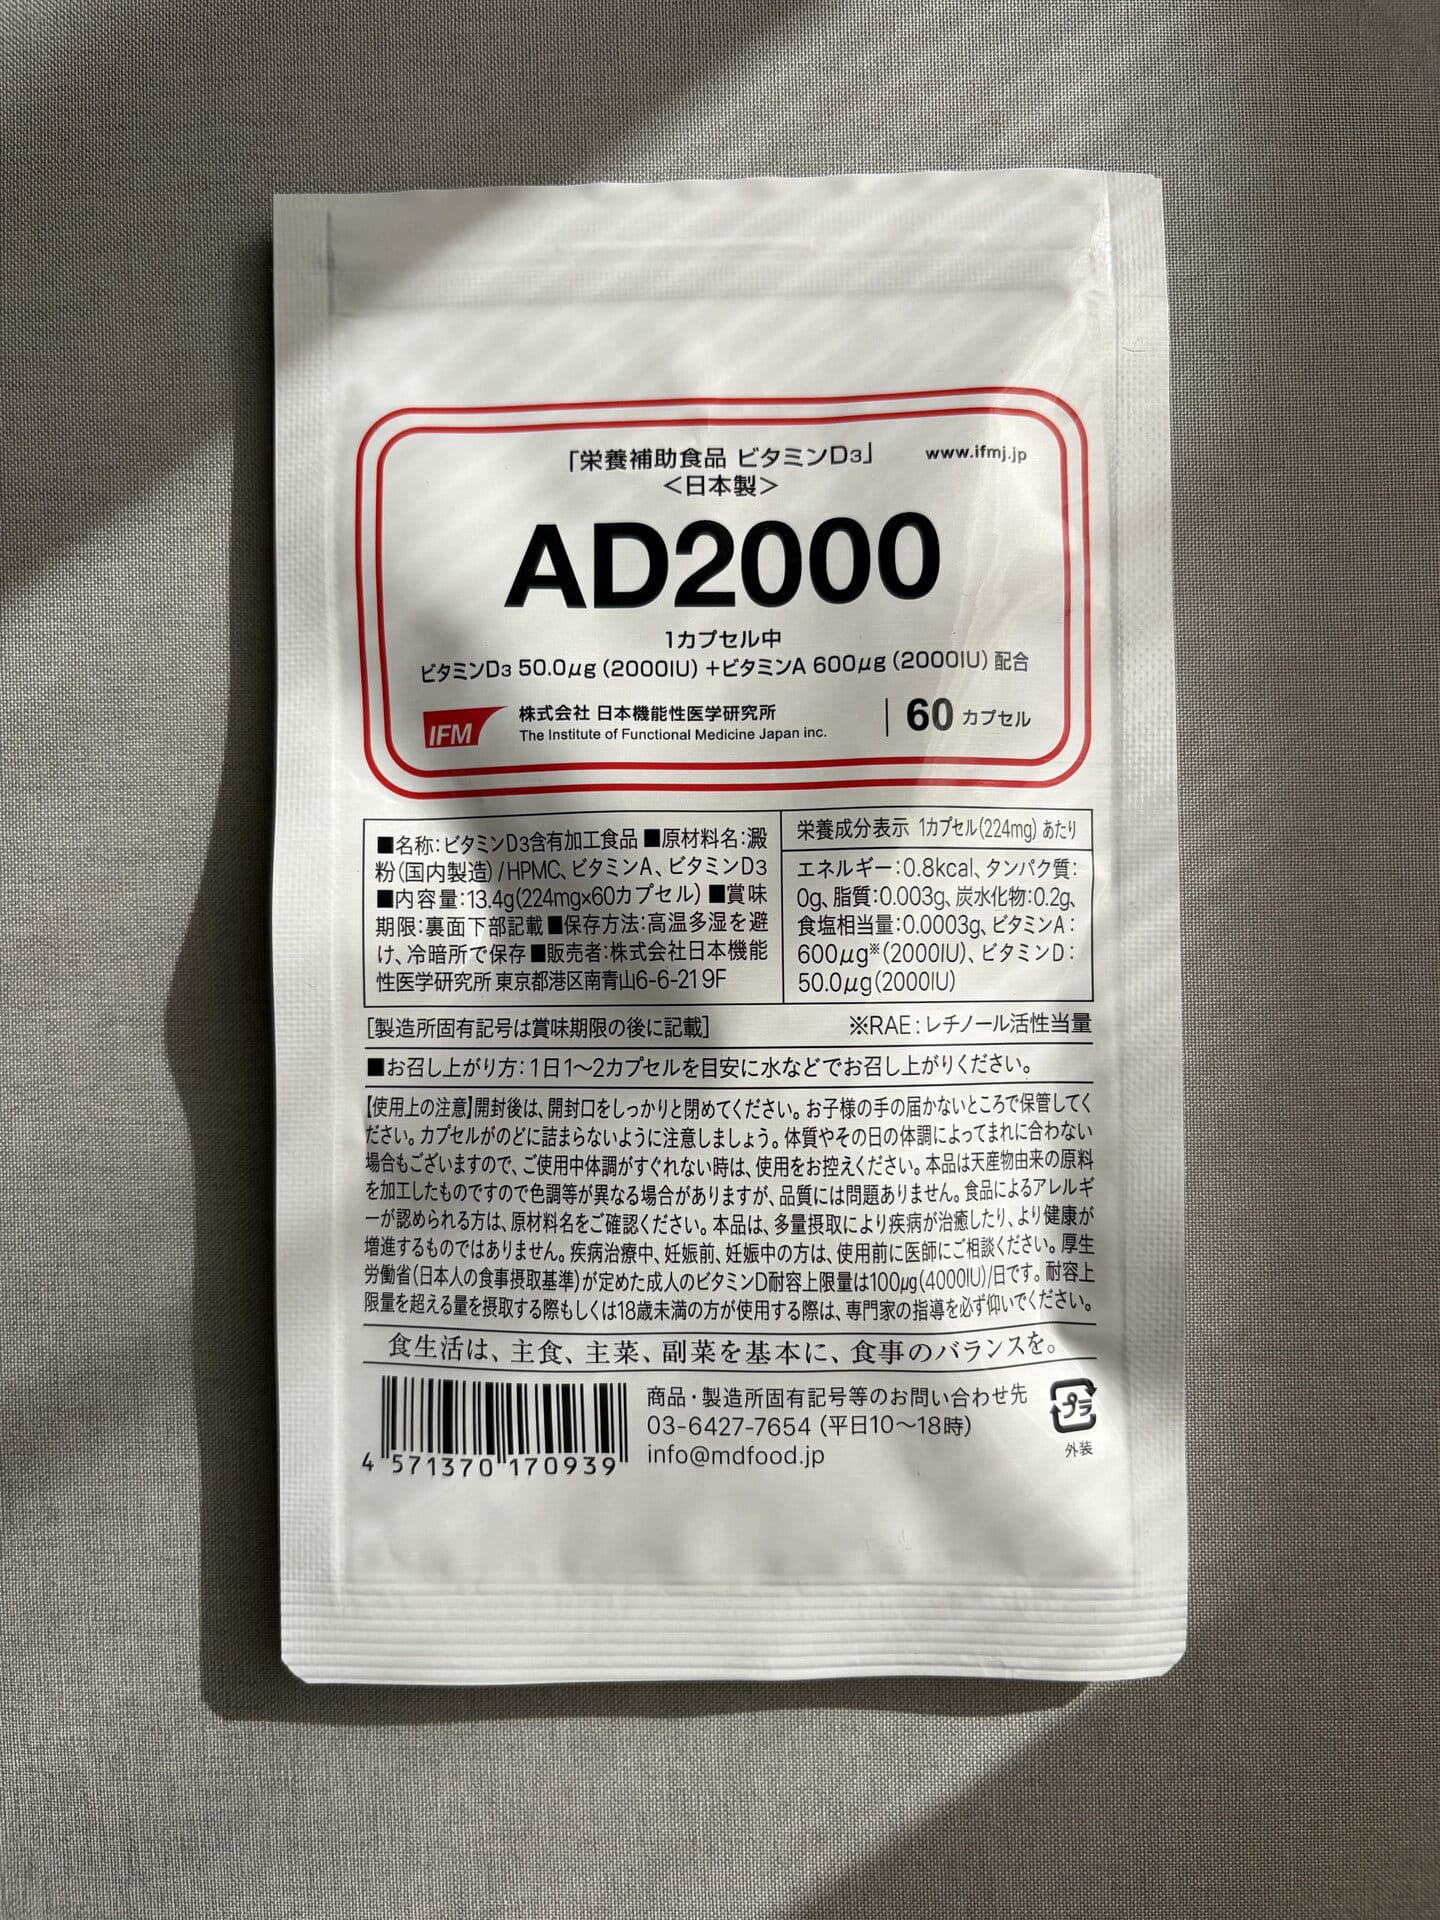 「栄養補助食品 ビタミンD3」
www.ifmj.jp
＜日本製＞
AD2000
1カプセル中
ビタミンD3 50.0μg (2000IU) +ビタミンA 600μg (2000IU) 配合
IFM
株式会社 日本機能性医学研究所
The Institute of Functional Medicine Japan inc.
60 カプセル
■名称：ビタミンD3含有加工食品 ■原材料名：澱
粉(国内製造)/HPMC、ビタミンA、ビタミンD3
■内容量：13.4g(224mg×60カプセル) ■賞味
期限：裏面下部記載 ■保存方法：高温多湿を避
け、冷暗所で保存 ■販売者：株式会社日本機能
性医学研究所 東京都港区南青山6-6-21 9F
栄養成分表示 1カプセル(224mg) あたり
エネルギー：0.8kcal、タンパク質：
0g、脂質：0.003g、炭水化物：0.2g、
食塩相当量：0.0003g、ビタミンA：
600μg※(2000IU)、ビタミンD：
50.0μg(2000IU)
[製造所固有記号は賞味期限の後に記載]
※RAE：レチノール活性当量
■お召し上がり方：1日1〜2カプセルを目安に水などでお召し上がりください。
【使用上の注意】開封後は、開封口をしっかりと閉めてください。お子様の手の届かないところで保管してく
ださい。カプセルがのどに詰まらないように注意しましょう。体質やその日の体調によってまれに合わない
場合もございますので、ご使用中体調がすぐれない時は、使用をお控えください。本品は天産物由来の原料
を加工したものですので色調等が異なる場合がありますが、品質には問題ありません。食品によるアレルギ
ーが認められる方は、原材料名をご確認ください。本品は、多量摂取により疾病が治癒したり、より健康が
増進するものではありません。疾病治療中、妊娠前、妊娠中の方は、使用前に医師にご相談ください。厚生
労働省(日本人の食事摂取基準)が定めた成人のビタミンD耐容上限量は100μg(4000IU)/日です。耐容上
限量を超える量を摂取する際もしくは18歳未満の方が使用する際は、専門家の指導を必ず仰いでください。
食生活は、主食、主菜、副菜を基本に、食事のバランスを。
4 571370 170939
商品・製造所固有記号等のお問い合わせ先
03-6427-7654 (平日10〜18時)
info@mdfood.jp
プラ
外装